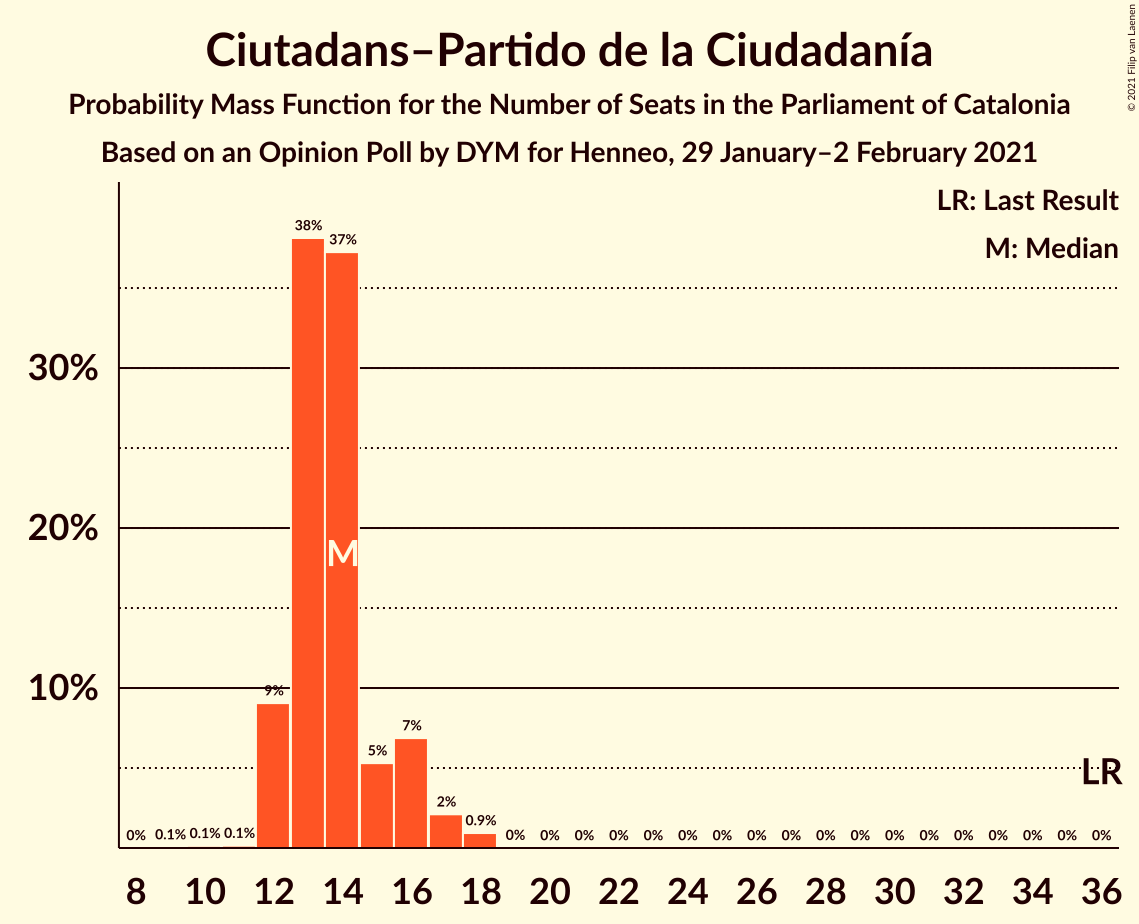 Ciutadans–Partido de la Ciudadanía
Probability Mass Function for the Number of Seats in the Parliament of Catalonia
Based on an Opinion Poll by DYM for Henneo, 29 January–2 February 2021
© 2021 Filip van Laenen
LR: Last Result
M: Median
38%
37%
30%
20%
M
10%
9%
7%
5%
LR
2%
0.9%
0% 0.1% 0.1% 0.1%
0% 0% 0% 0% 0% 0% 0% 0% 0% 0% 0% 0% 0% 0% 0% 0% 0% 0%
8 10 12 14 16 18 20 22 24 26 28 30 32 34 36